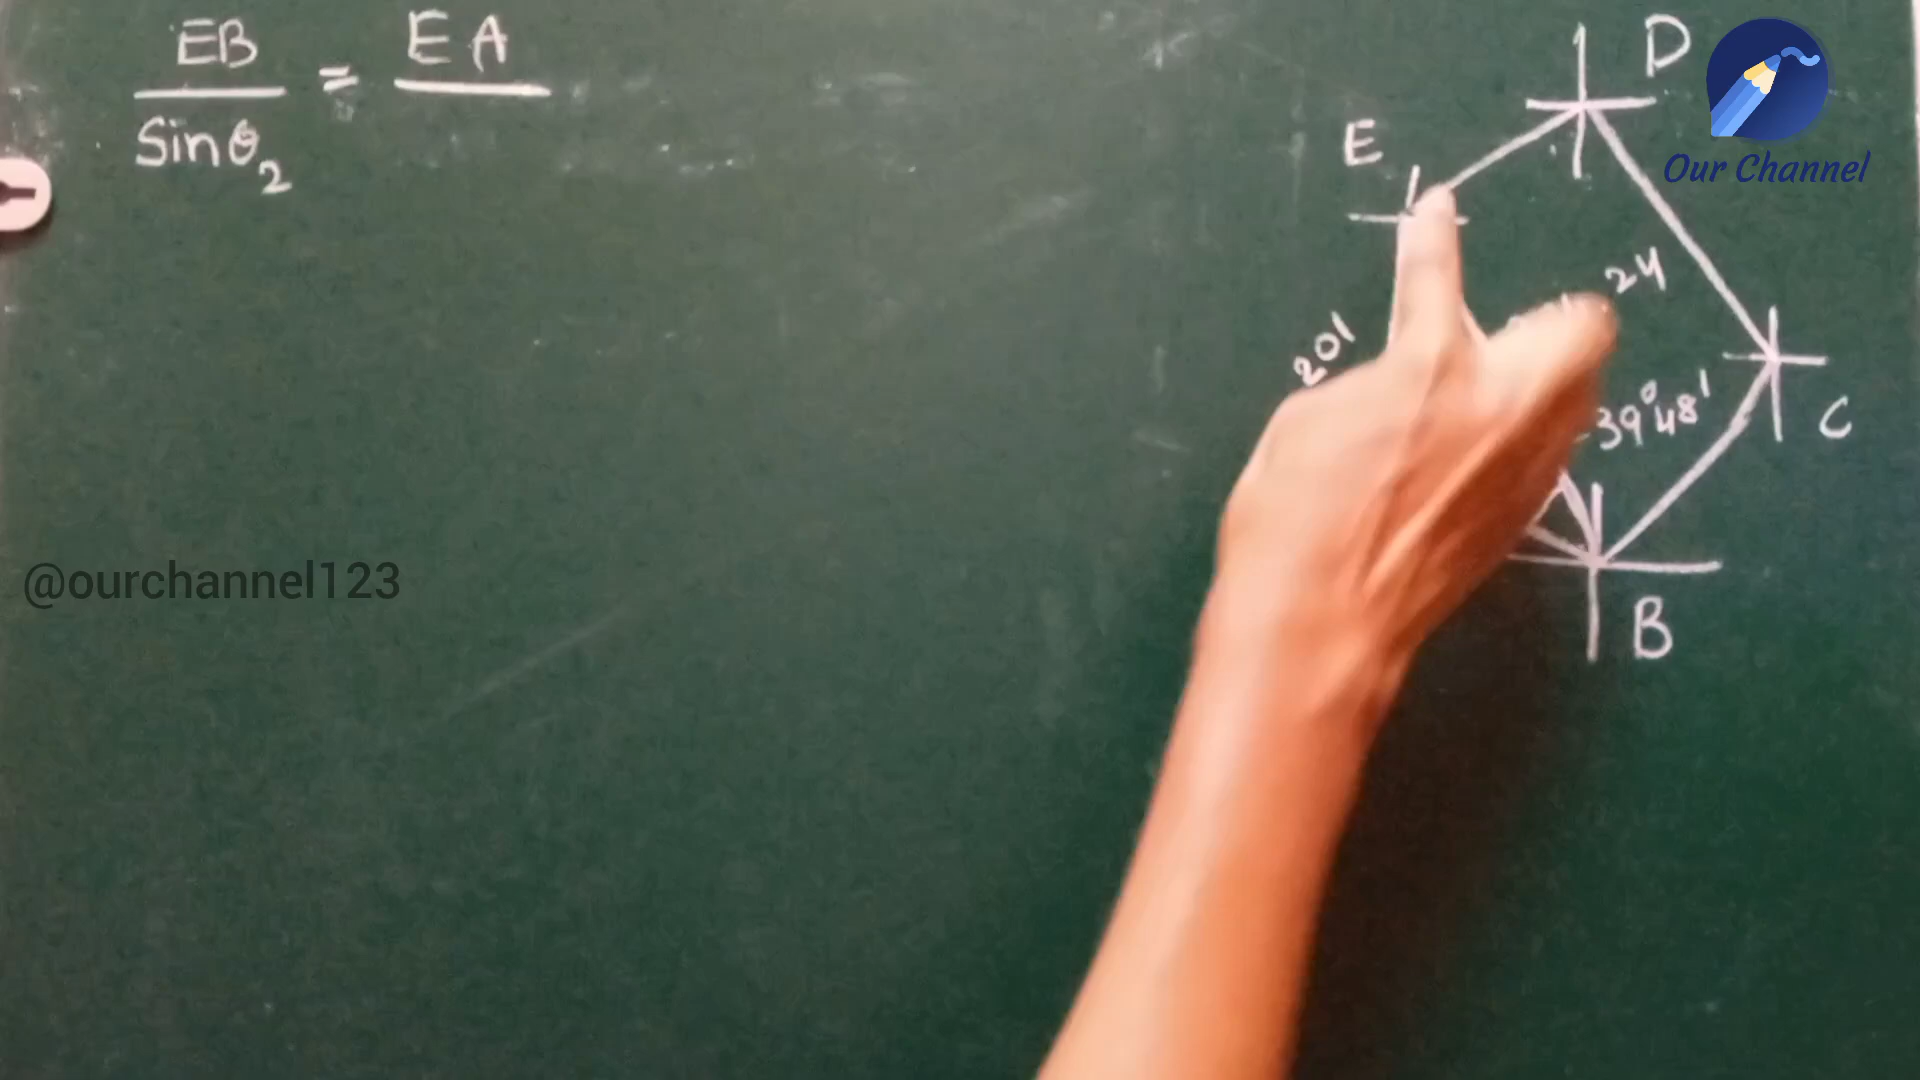 EB = EA
Sinθ₂
D
Our Channel
E
24
201
39°48'
C
@ourchannel123
B